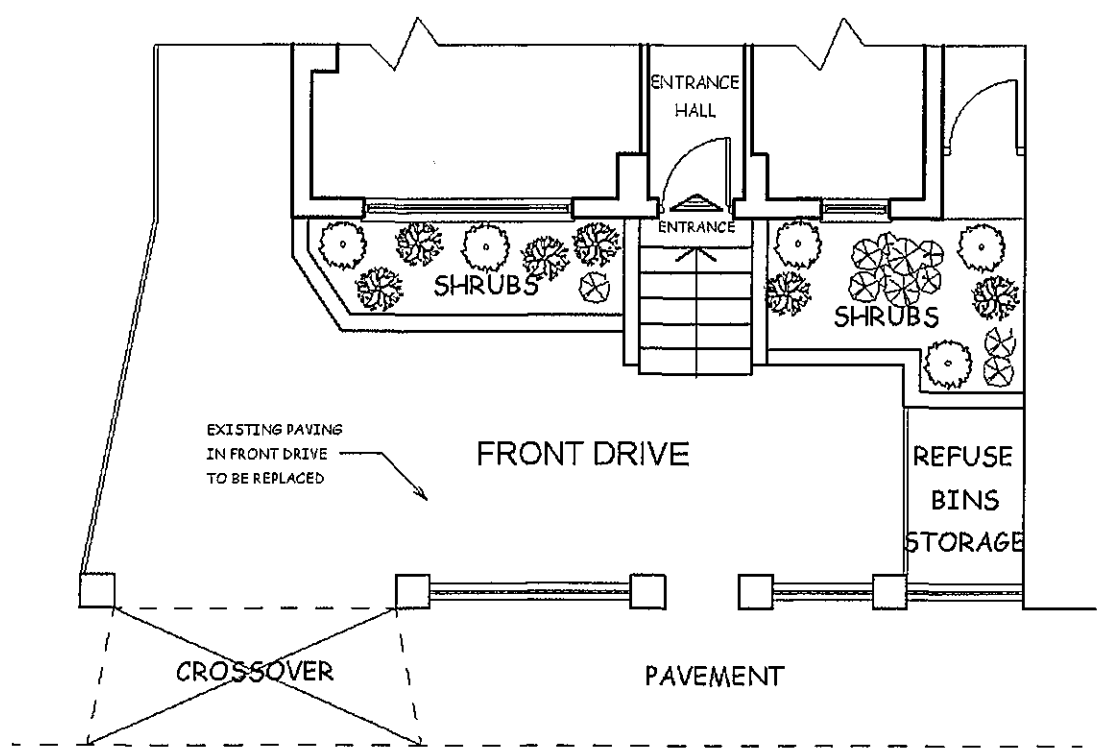 ENTRANCE
HALL
ENTRANCE
SHRUBS
SHRUBS
EXISTING PAVING
IN FRONT DRIVE
TO BE REPLACED
FRONT DRIVE
REFUSE
BINS
STORAGE
CROSSOVER
PAVEMENT